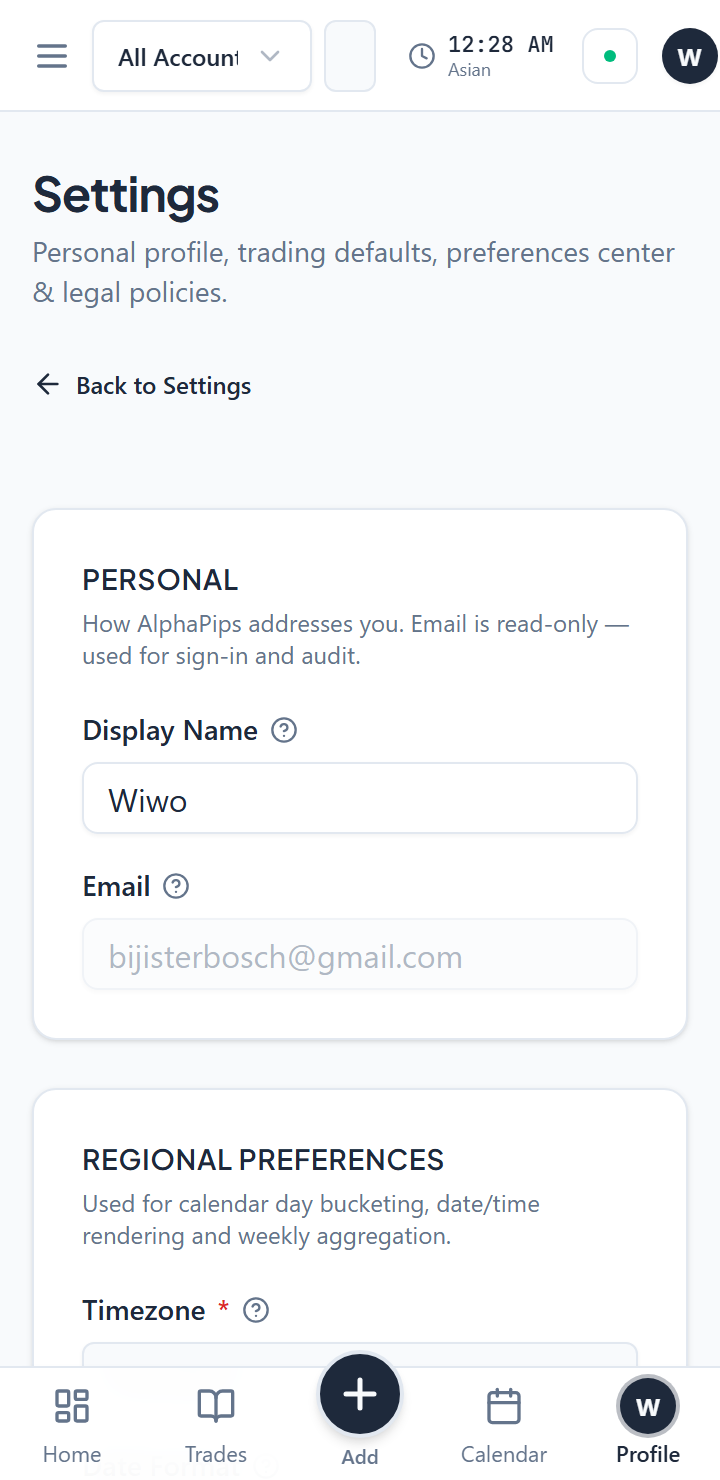 All Account
12:28 AM
Asian
W
Settings
Personal profile, trading defaults, preferences center
& legal policies.
Back to Settings
PERSONAL
How AlphaPips addresses you. Email is read-only —
used for sign-in and audit.
Display Name
Wiwo
Email
bijisterbosch@gmail.com
REGIONAL PREFERENCES
Used for calendar day bucketing, date/time
rendering and weekly aggregation.
Timezone *
Date Format
W
Home
Trades
Add
Calendar
Profile